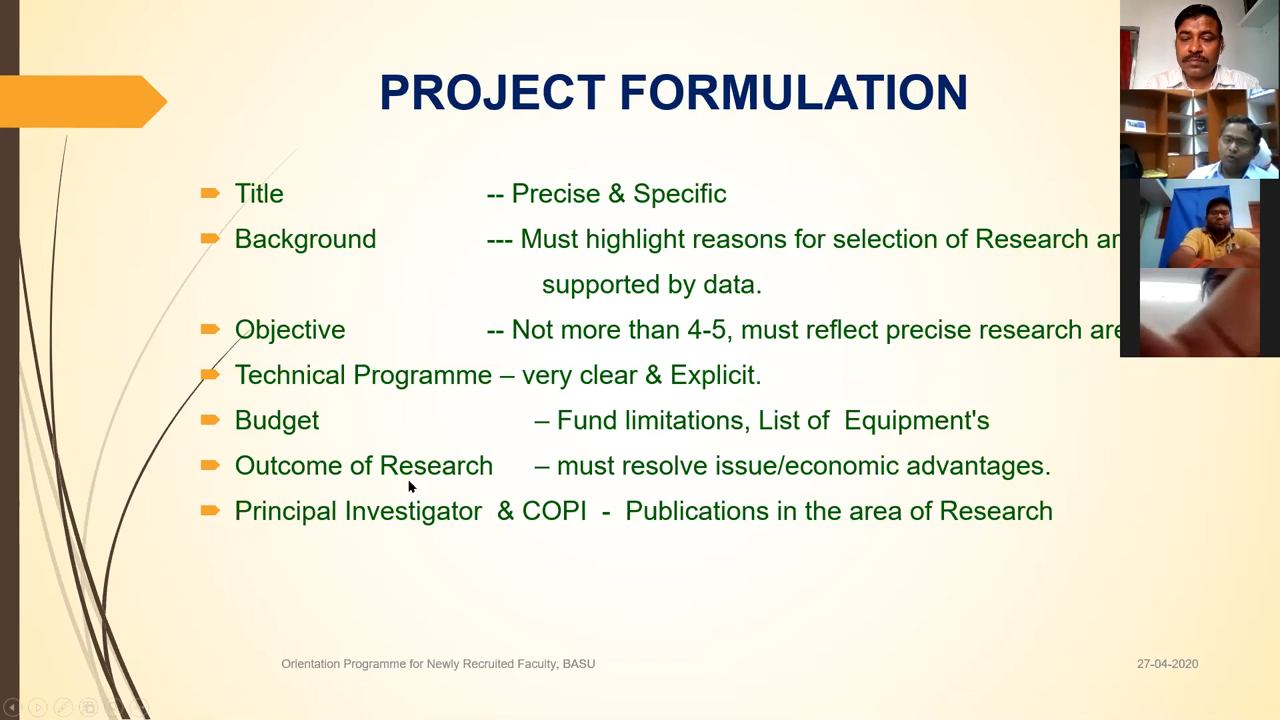 PROJECT FORMULATION
Title -- Precise & Specific
Background --- Must highlight reasons for selection of Research
supported by data.
Objective -- Not more than 4-5, must reflect precise research
Technical Programme – very clear & Explicit.
Budget – Fund limitations, List of Equipment's
Outcome of Research – must resolve issue/economic advantages.
Principal Investigator & COPI - Publications in the area of Research
Orientation Programme for Newly Recruited Faculty, BASU
27-04-2020